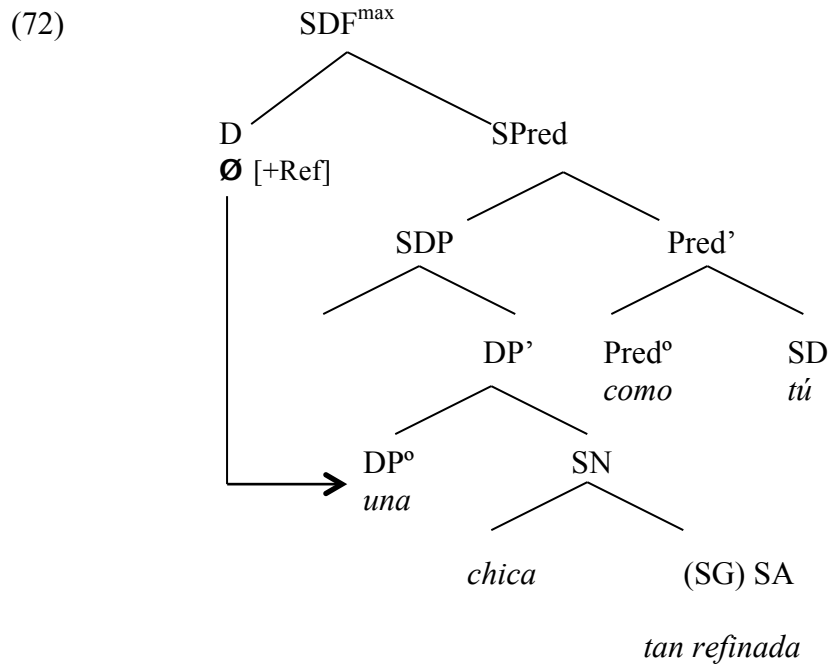 (72) SDF^max
D SPred
Ø [+Ref]
SDP Pred’
DP’ Predº SD
como tú
DPº SN
una
chica (SG) SA
tan refinada